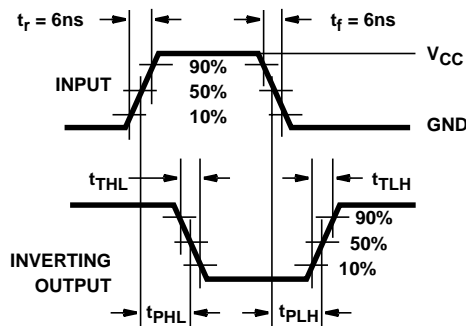 tr = 6ns
tf = 6ns
VCC
INPUT
90%
50%
10%
GND
tTHL
tTLH
90%
50%
10%
INVERTING
OUTPUT
tPHL
tPLH